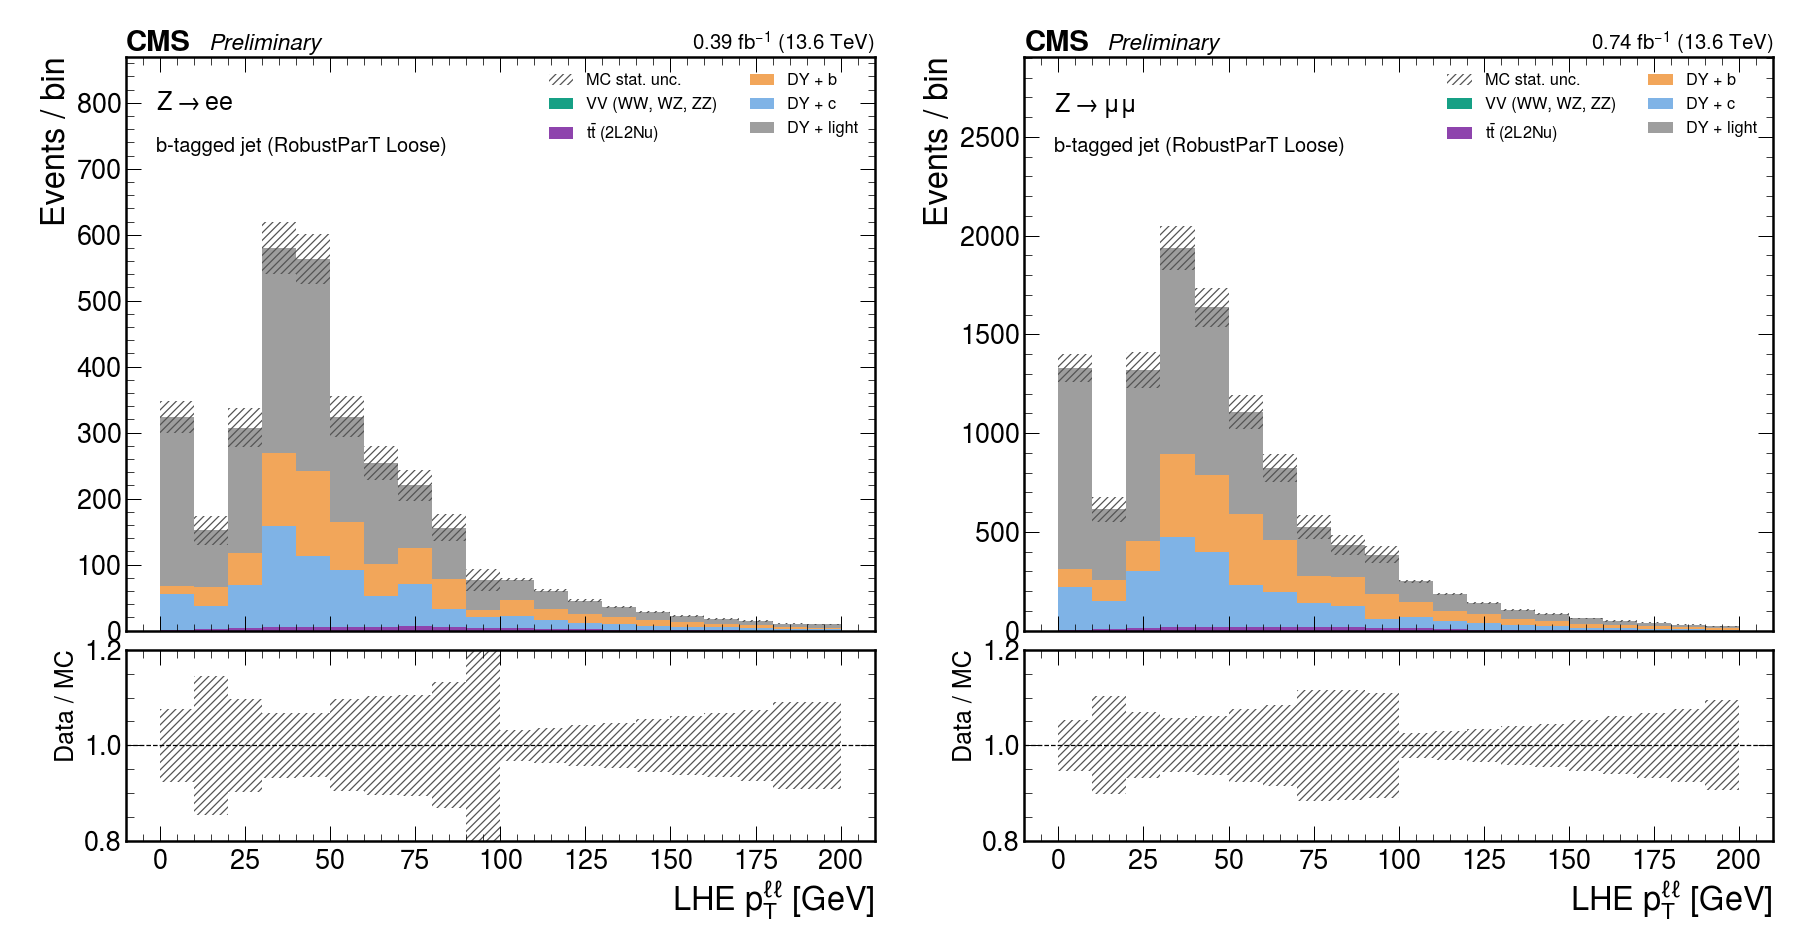 CMS Preliminary 0.39 fb⁻¹ (13.6 TeV)
Events / bin
Z → ee
b-tagged jet (RobustParT Loose)
MC stat. unc.
VV (WW, WZ, ZZ)
tt̄ (2L2Nu)
DY + b
DY + c
DY + light
800
700
600
500
400
300
200
100
0
Data / MC
1.2
1.0
0.8
0 25 50 75 100 125 150 175 200
LHE p_T^ℓℓ [GeV]
CMS Preliminary 0.74 fb⁻¹ (13.6 TeV)
Events / bin
Z → μμ
b-tagged jet (RobustParT Loose)
MC stat. unc.
VV (WW, WZ, ZZ)
tt̄ (2L2Nu)
DY + b
DY + c
DY + light
2500
2000
1500
1000
500
0
Data / MC
1.2
1.0
0.8
0 25 50 75 100 125 150 175 200
LHE p_T^ℓℓ [GeV]